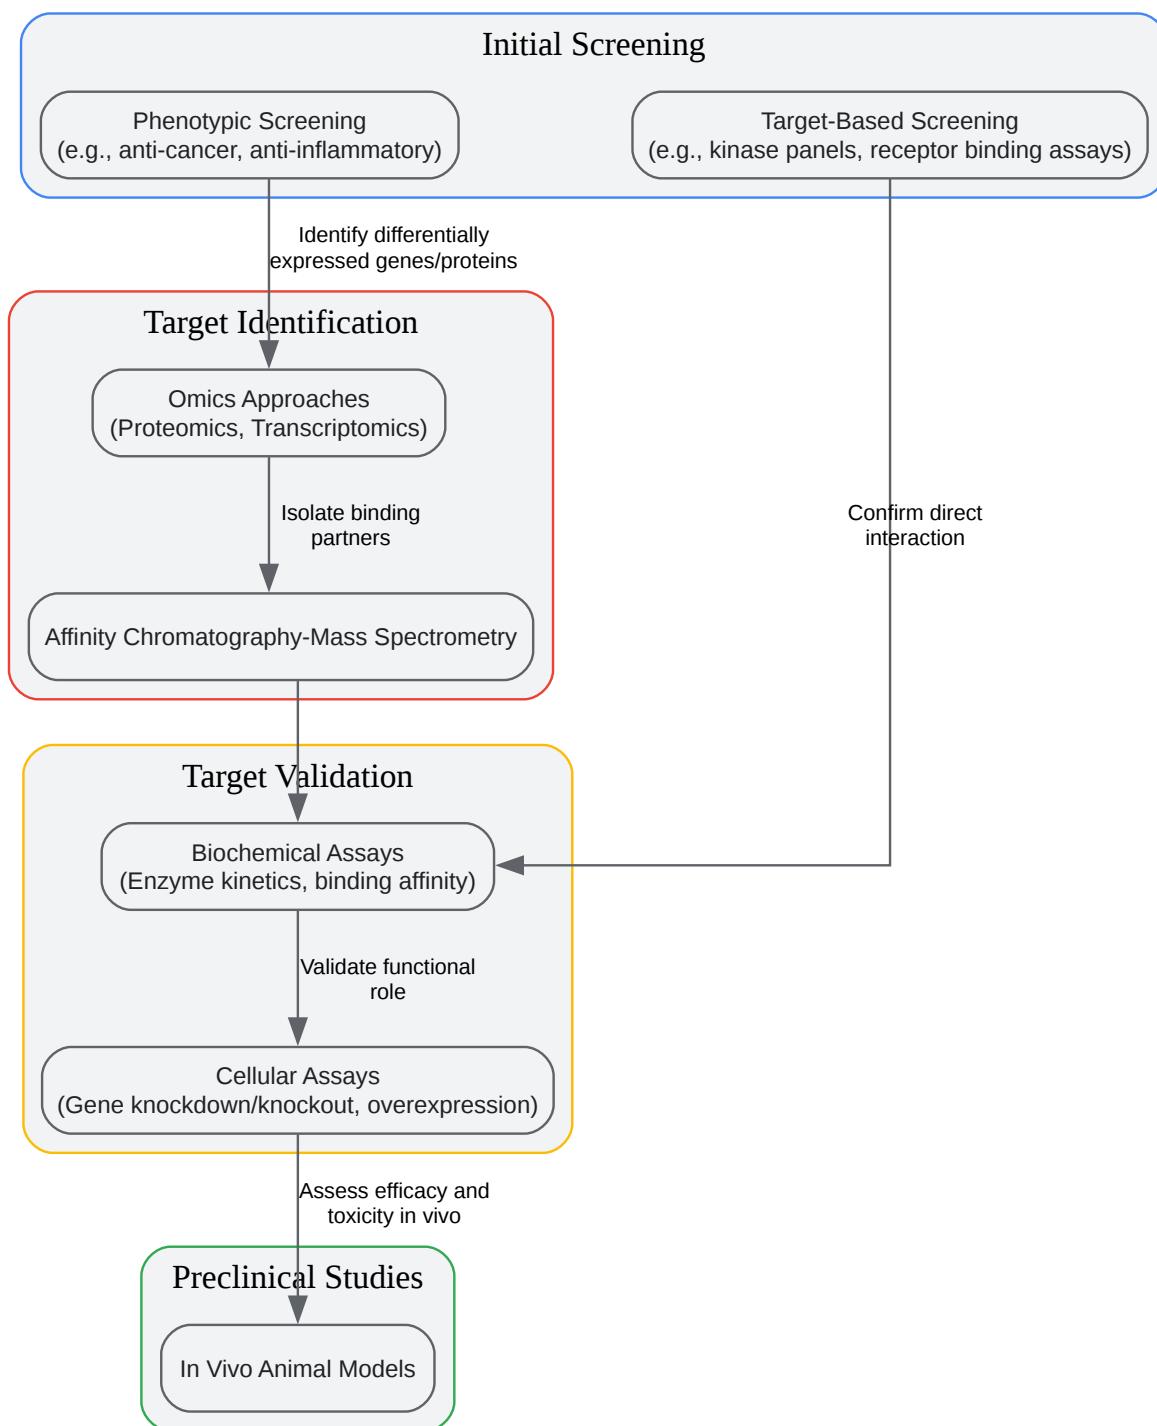 Initial Screening
Phenotypic Screening
(e.g., anti-cancer, anti-inflammatory)
Target-Based Screening
(e.g., kinase panels, receptor binding assays)
Identify differentially
expressed genes/proteins
Target Identification
Omics Approaches
(Proteomics, Transcriptomics)
Isolate binding
partners
Confirm direct
interaction
Affinity Chromatography-Mass Spectrometry
Target Validation
Biochemical Assays
(Enzyme kinetics, binding affinity)
Validate functional
role
Cellular Assays
(Gene knockdown/knockout, overexpression)
Assess efficacy and
toxicity in vivo
Preclinical Studies
In Vivo Animal Models